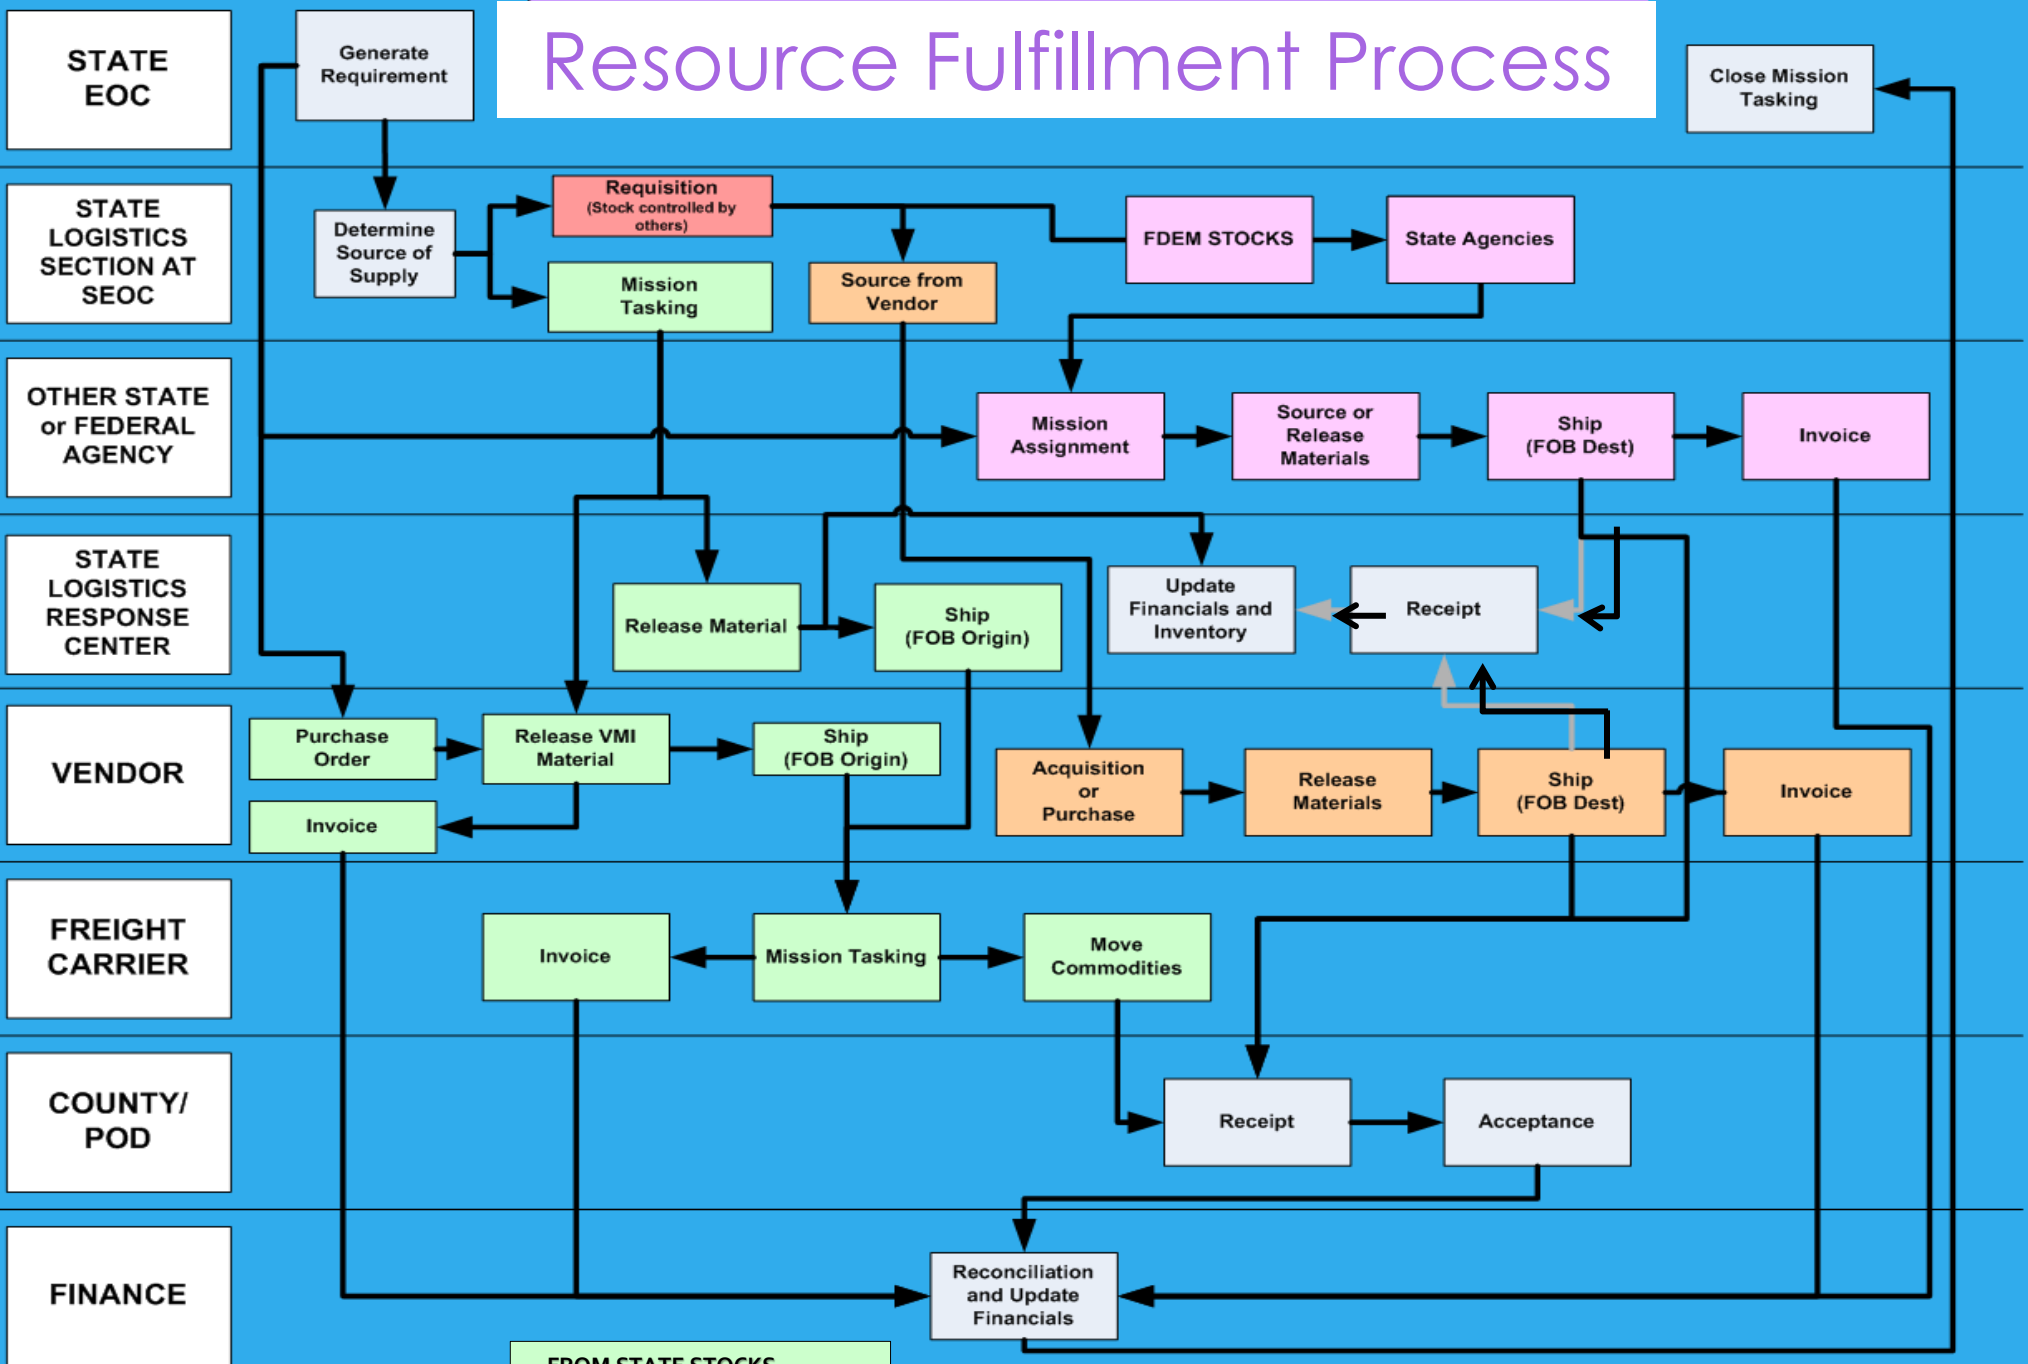 Resource Fulfillment Process
STATE
EOC
Generate
Requirement
Close Mission
Tasking
STATE
LOGISTICS
SECTION AT
SEOC
Determine
Source of
Supply
Requisition
(Stock controlled by
others)
Mission
Tasking
Source from
Vendor
FDEM STOCKS
State Agencies
OTHER STATE
or FEDERAL
AGENCY
Mission
Assignment
Source or
Release
Materials
Ship
(FOB Dest)
Invoice
STATE
LOGISTICS
RESPONSE
CENTER
Release Material
Ship
(FOB Origin)
Update
Financials and
Inventory
Receipt
VENDOR
Purchase
Order
Release VMI
Material
Ship
(FOB Origin)
Invoice
Acquisition
or
Purchase
Release
Materials
Ship
(FOB Dest)
Invoice
FREIGHT
CARRIER
Invoice
Mission Tasking
Move
Commodities
COUNTY/
POD
Receipt
Acceptance
FINANCE
Reconciliation
and Update
Financials
FROM STATE STOCKS